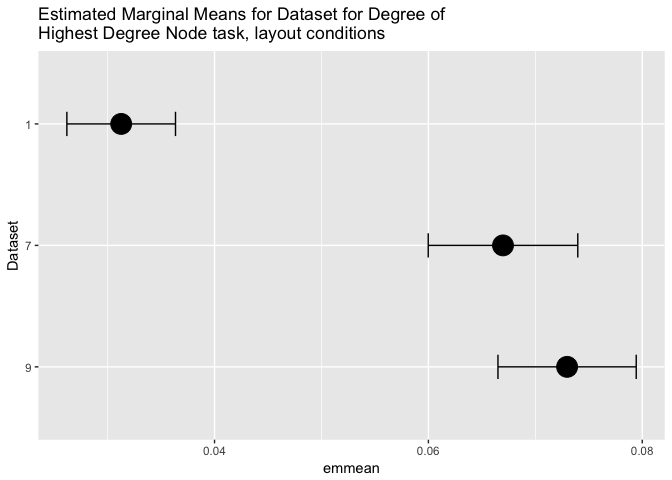 Estimated Marginal Means for Dataset for Degree of
Highest Degree Node task, layout conditions
1
7
9
Dataset
0.04 0.06 0.08
emmean